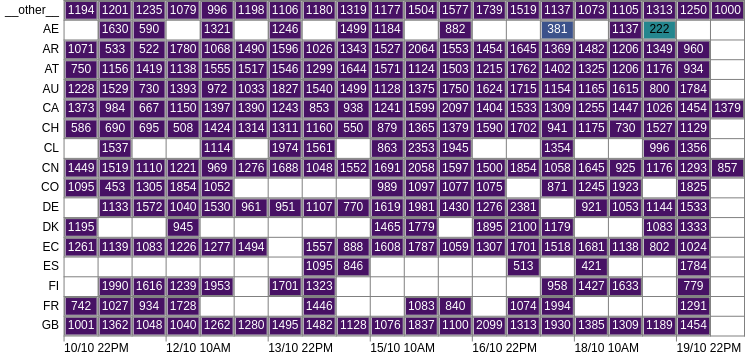 __other__ 1194 1201 1235 1079 996 1198 1106 1180 1319 1177 1504 1577 1739 1519 1137 1073 1105 1313 1250 1000
AE 1630 590 1321 1246 1499 1184 882 381 1137 222
AR 1071 533 522 1780 1068 1490 1596 1026 1343 1527 2064 1553 1454 1645 1369 1482 1206 1349 960
AT 750 1156 1419 1138 1555 1517 1546 1299 1644 1571 1124 1503 1215 1762 1402 1325 1206 1176 934
AU 1228 1529 730 1393 972 1033 1827 1540 1499 1128 1375 1750 1624 1715 1154 1165 1615 800 1784
CA 1373 984 667 1150 1397 1390 1243 853 938 1241 1599 2097 1404 1533 1309 1255 1447 1026 1454 1379
CH 586 690 695 508 1424 1314 1311 1160 550 879 1365 1379 1590 1702 941 1175 730 1527 1129
CL 1537 1114 1974 1561 863 2353 1945 1354 996 1356
CN 1449 1519 1110 1221 969 1276 1688 1048 1552 1691 2058 1597 1500 1854 1058 1645 925 1176 1293 857
CO 1095 453 1305 1854 1052 989 1097 1077 1075 871 1245 1923 1825
DE 1133 1572 1040 1530 961 951 1107 770 1619 1981 1430 1276 2381 921 1053 1144 1533
DK 1195 945 1465 1779 1895 2100 1179 1083 1333
EC 1261 1139 1083 1226 1277 1494 1557 888 1608 1787 1059 1307 1701 1518 1681 1138 802 1024
ES 1095 846 513 421 1784
FI 1990 1616 1239 1953 1701 1323 958 1427 1633 779
FR 742 1027 934 1728 1446 1083 840 1074 1994 1291
GB 1001 1362 1048 1040 1262 1280 1495 1482 1128 1076 1837 1100 2099 1313 1930 1385 1309 1189 1454
10/10 22PM 12/10 10AM 13/10 22PM 15/10 10AM 16/10 22PM 18/10 10AM 19/10 22PM